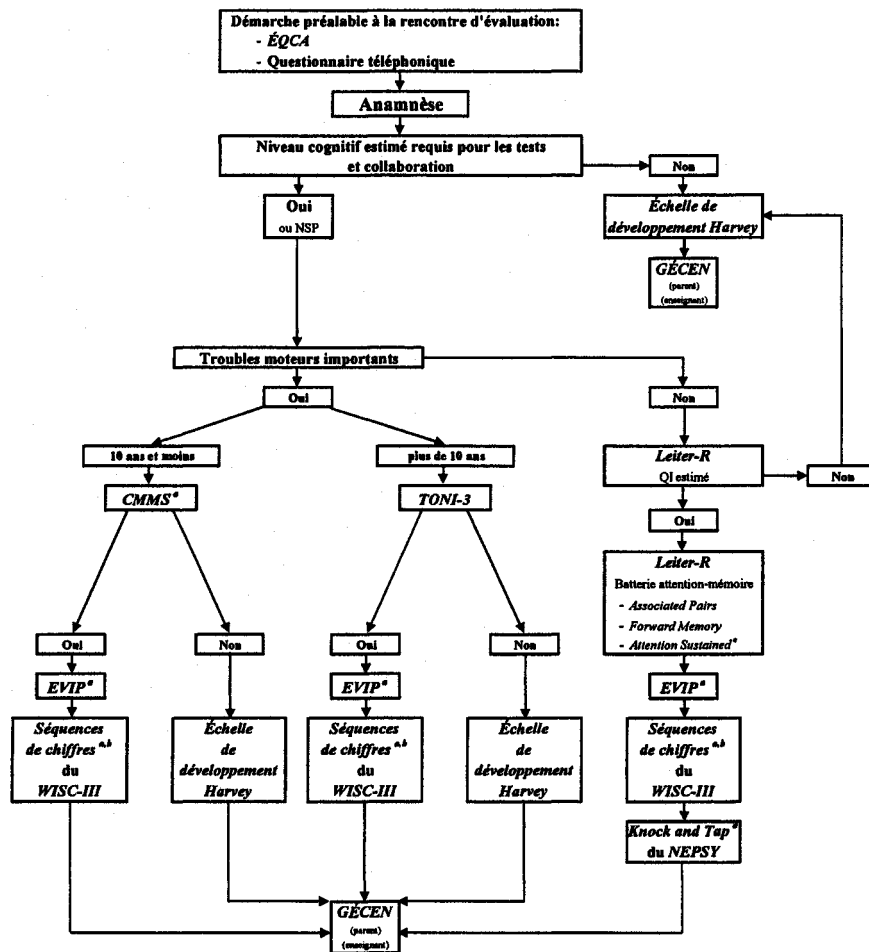 Démarche préalable à la rencontre d'évaluation:
- ÉQCA
- Questionnaire téléphonique
Anamnèse
Niveau cognitif estimé requis pour les tests
et collaboration
Non
Oui
ou NSP
Échelle de
développement Harvey
GÉCEN
(parent)
(enseignant)
Troubles moteurs importants
Oui
Non
10 ans et moins
plus de 10 ans
Leiter-R
QI estimé
Non
CMMS a
TONI-3
Oui
Leiter-R
Batterie attention-mémoire
- Associated Pairs
- Forward Memory
- Attention Sustained a
Oui
Non
Oui
Non
EVIP a
EVIP a
EVIP a
Séquences
de chiffres a,b
du
WISC-III
Échelle
de
développement
Harvey
Séquences
de chiffres a,b
du
WISC-III
Échelle
de
développement
Harvey
Séquences
de chiffres a,b
du
WISC-III
Knock and Tap a
du NEPSY
GÉCEN
(parent)
(enseignant)